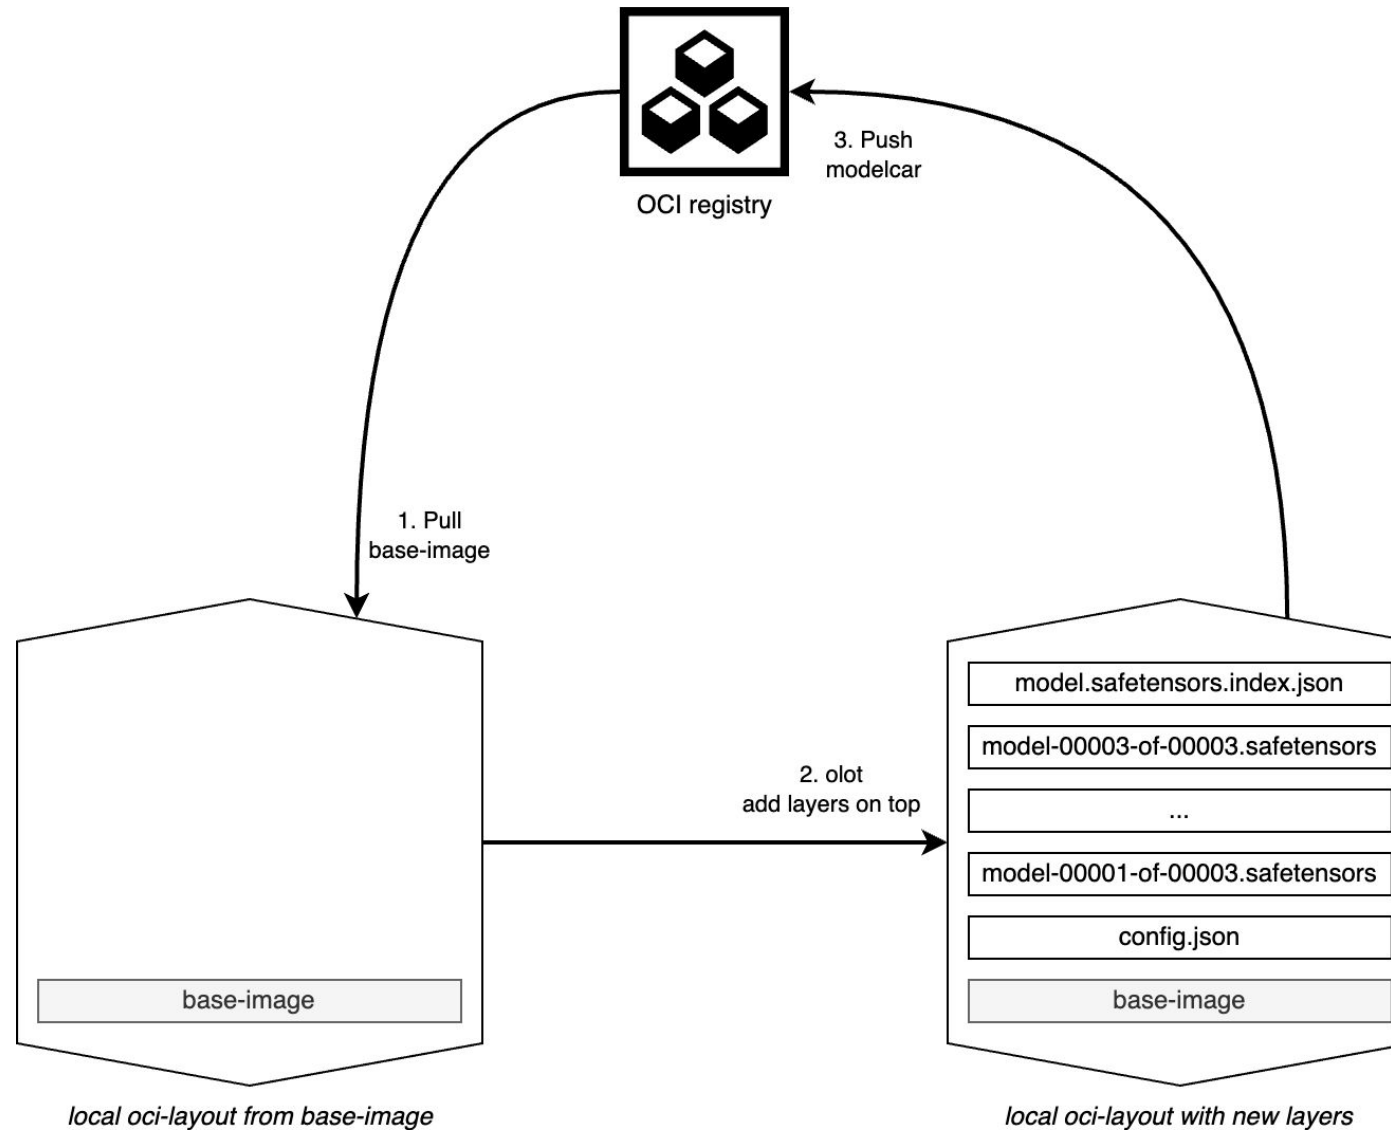 OCI registry
3. Push
modelcar
1. Pull
base-image
2. olot
add layers on top
base-image
local oci-layout from base-image
model.safetensors.index.json
model-00003-of-00003.safetensors
...
model-00001-of-00003.safetensors
config.json
base-image
local oci-layout with new layers